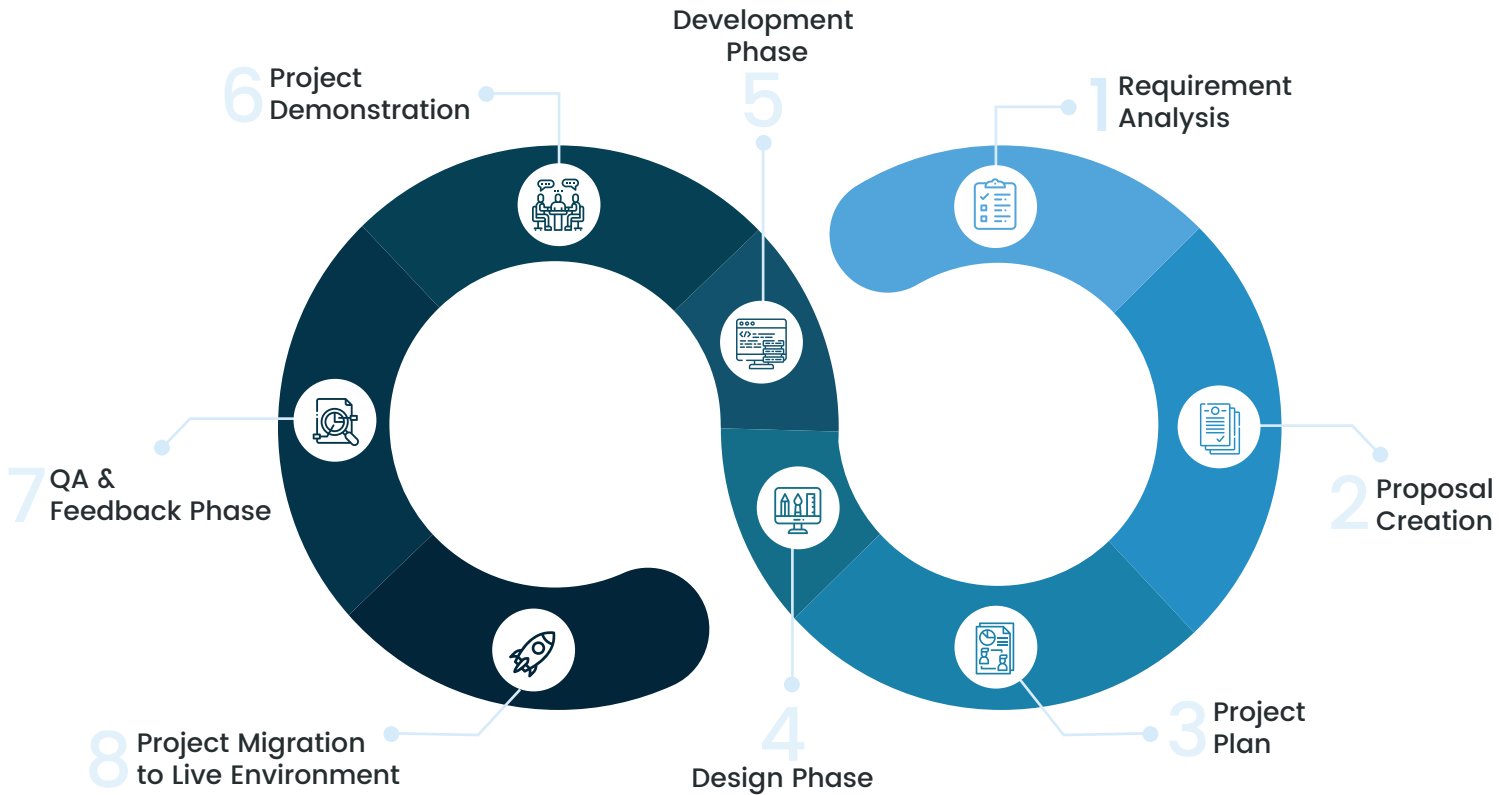 1
Requirement
Analysis
2
Proposal
Creation
3
Project
Plan
4
Design Phase
Development
Phase
5
6
Project
Demonstration
7
QA &
Feedback Phase
8
Project Migration
to Live Environment